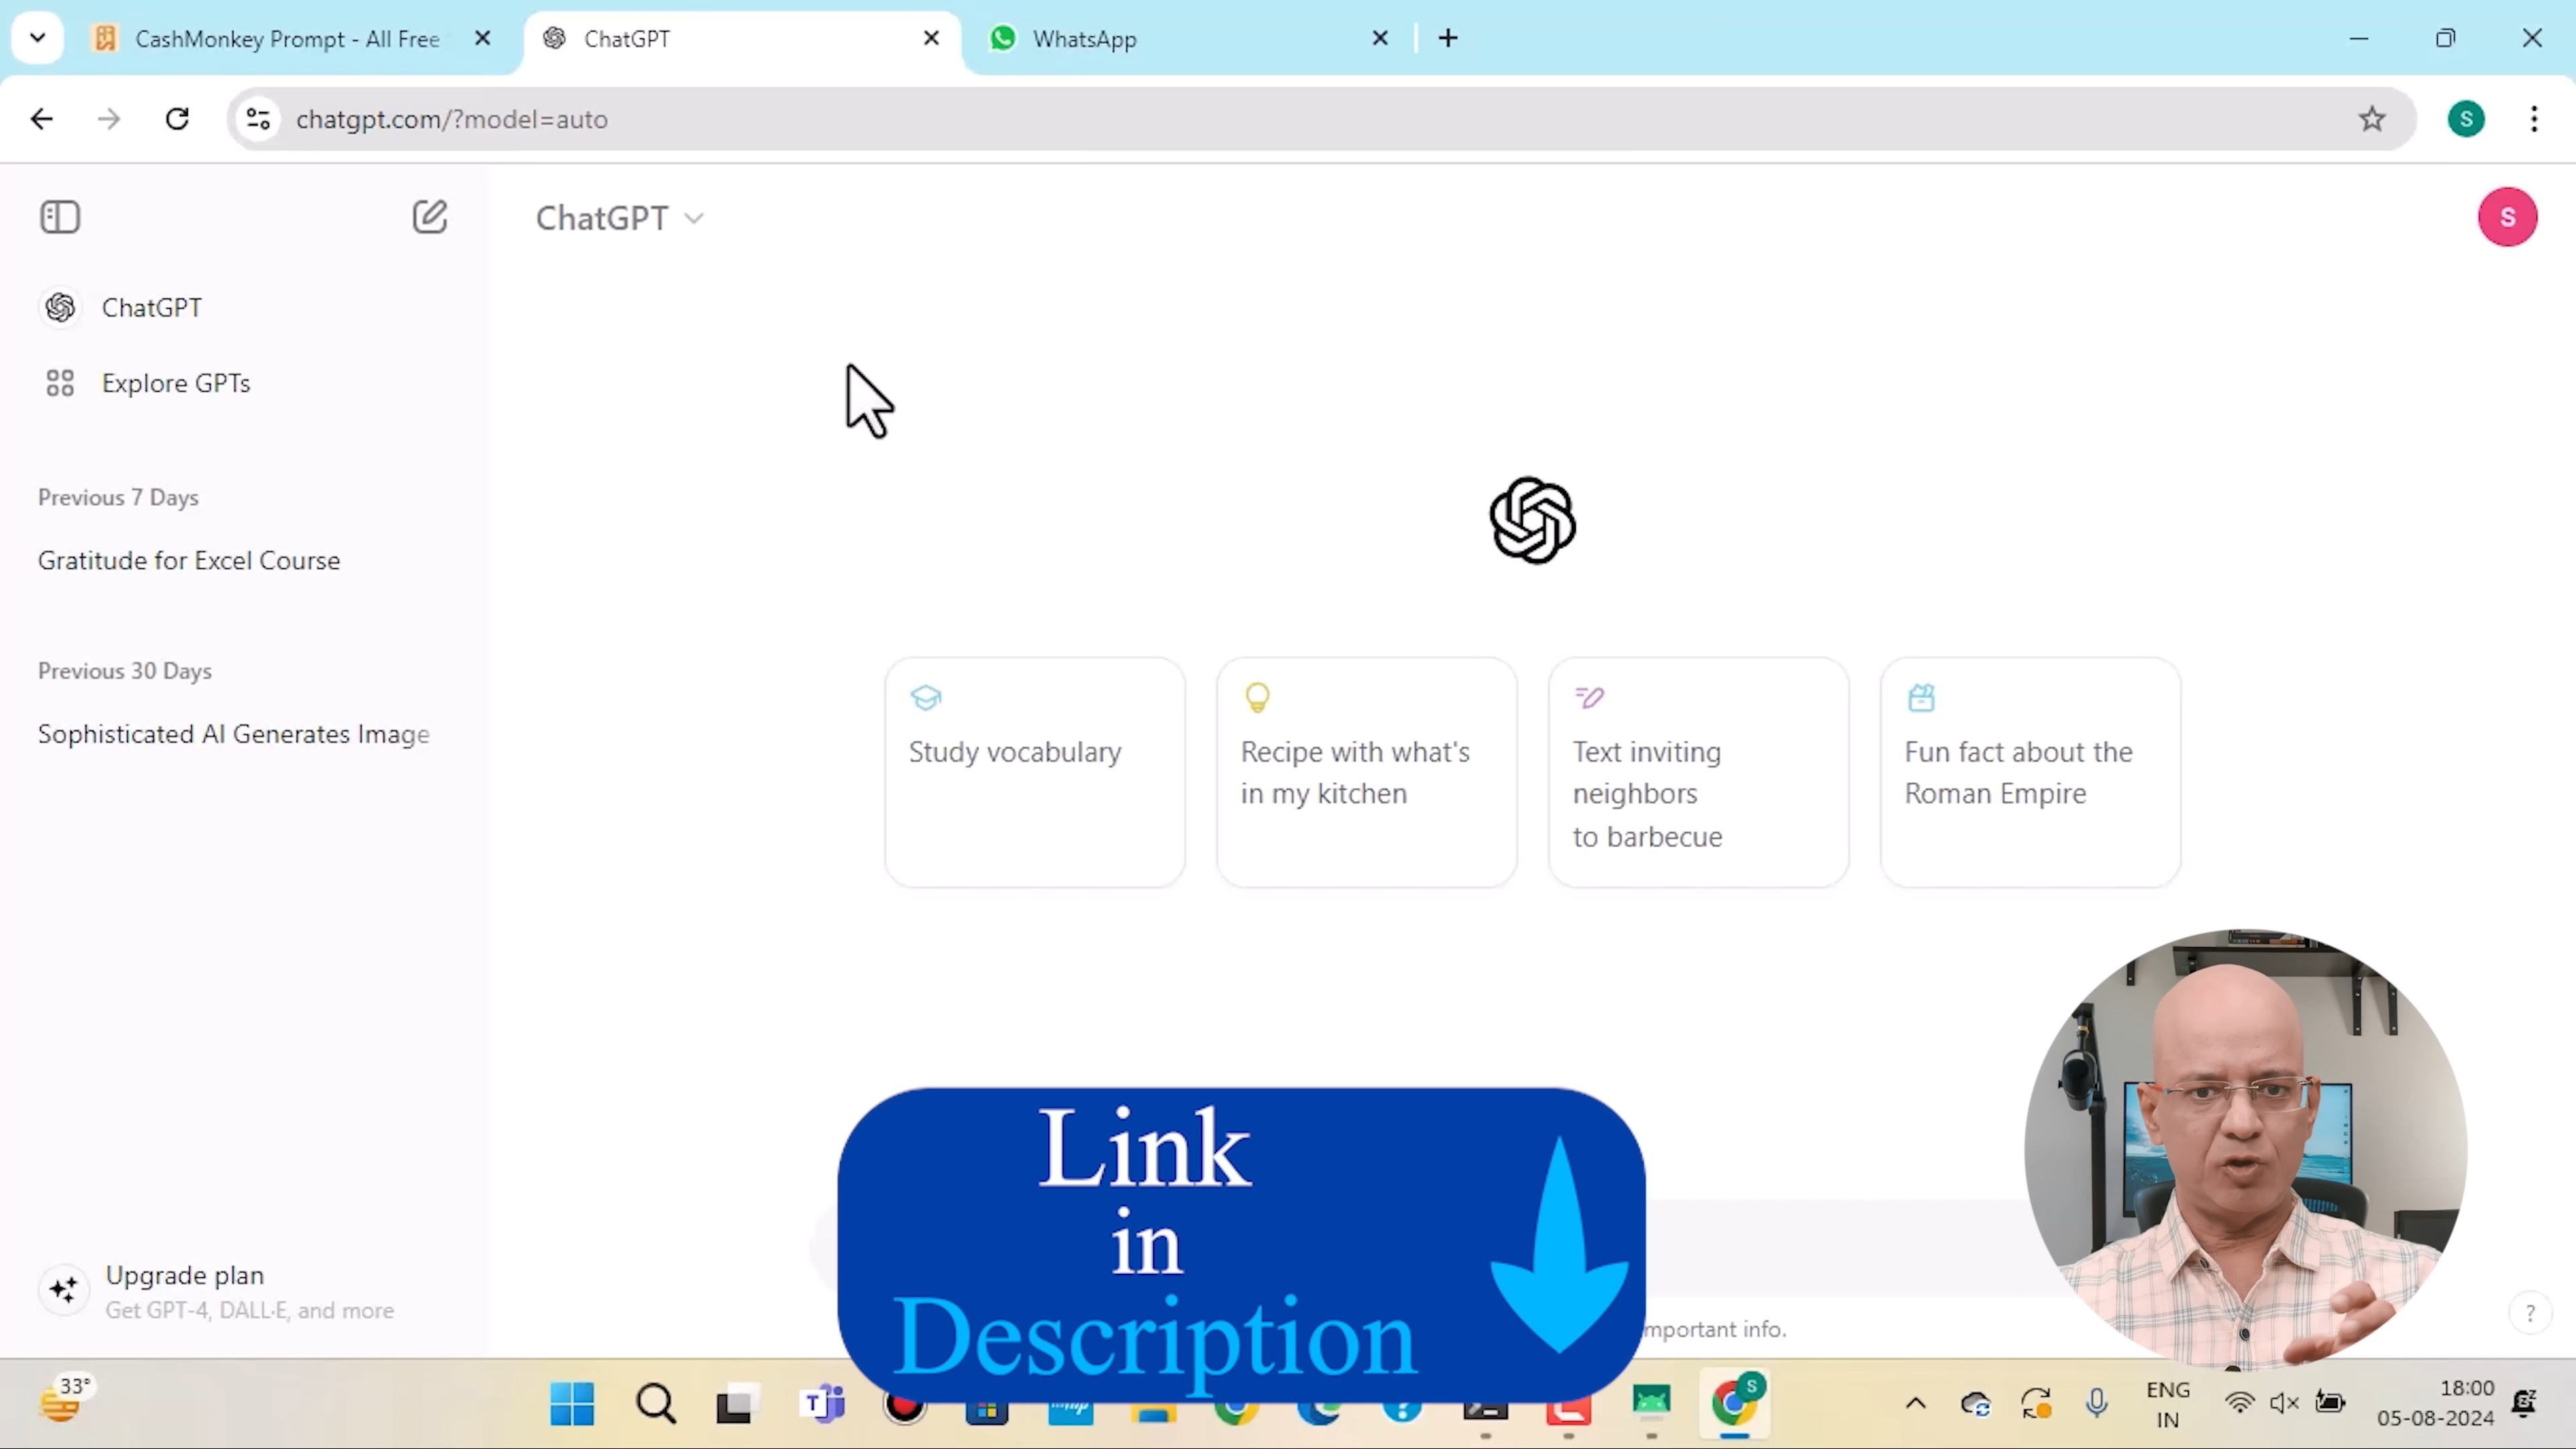 CashMonkey Prompt - All Free
ChatGPT
WhatsApp
chatgpt.com/?model=auto
S
ChatGPT
S
ChatGPT
Explore GPTs
Previous 7 Days
Gratitude for Excel Course
Previous 30 Days
Sophisticated AI Generates Image
Study vocabulary
Recipe with what's
in my kitchen
Text inviting
neighbors
to barbecue
Fun fact about the
Roman Empire
Link
in
Description
Upgrade plan
Get GPT-4, DALL·E, and more
mportant info.
?
33°
T
S
ENG
IN
18:00
05-08-2024